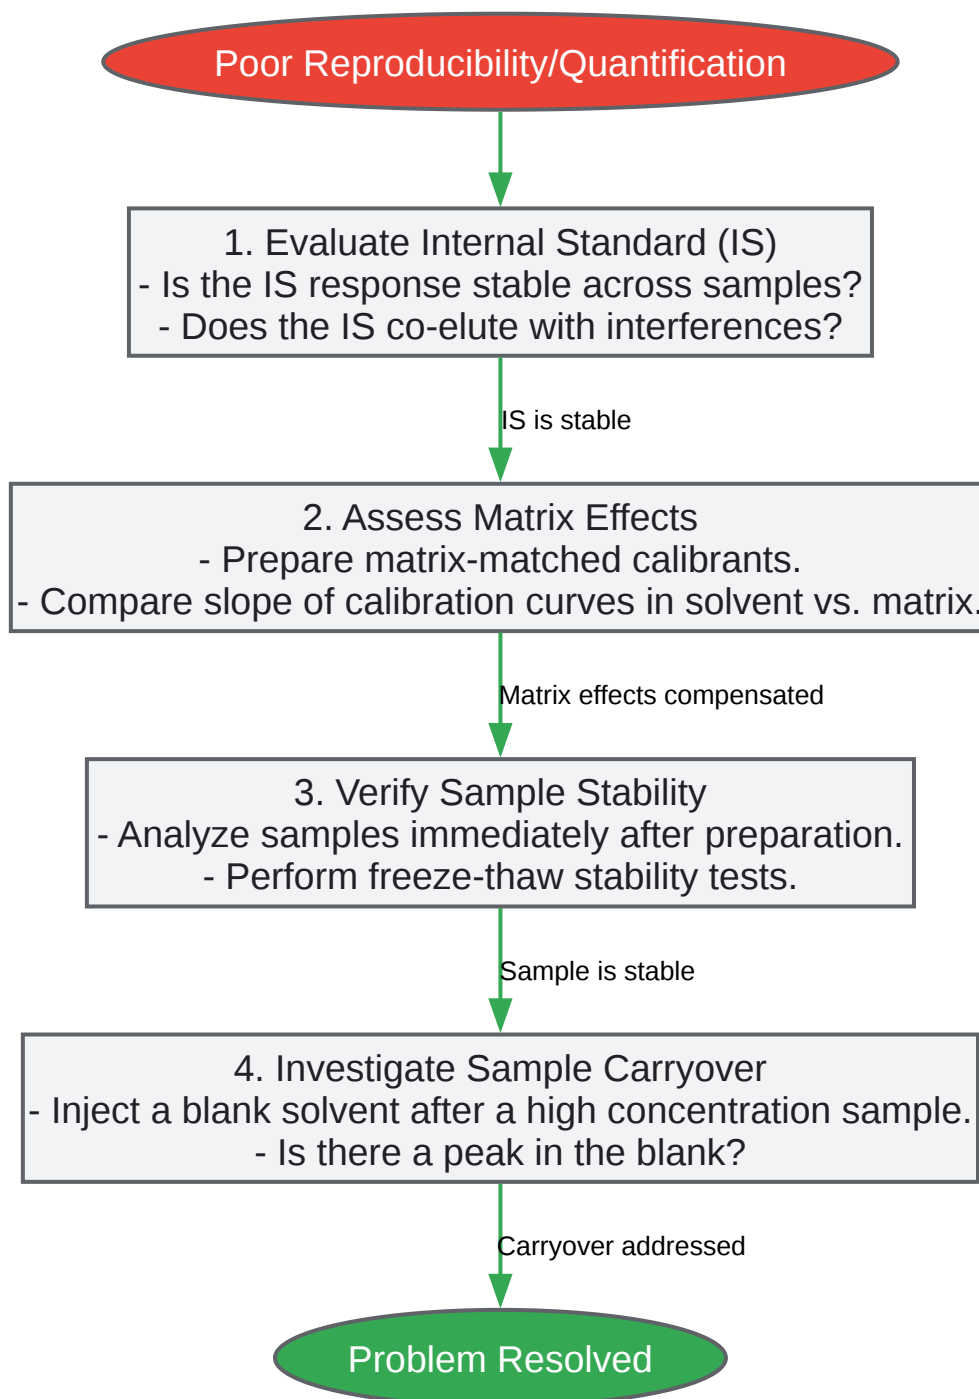 Poor Reproducibility/Quantification
1. Evaluate Internal Standard (IS)
- Is the IS response stable across samples?
- Does the IS co-elute with interferences?
IS is stable
2. Assess Matrix Effects
- Prepare matrix-matched calibrants.
- Compare slope of calibration curves in solvent vs. matrix.
Matrix effects compensated
3. Verify Sample Stability
- Analyze samples immediately after preparation.
- Perform freeze-thaw stability tests.
Sample is stable
4. Investigate Sample Carryover
- Inject a blank solvent after a high concentration sample.
- Is there a peak in the blank?
Carryover addressed
Problem Resolved